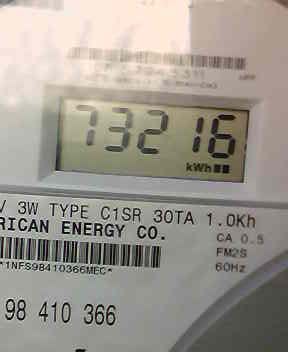 73216
kWh
V 3W TYPE C1SR 30TA 1.0Kh
RICAN ENERGY CO.
CA 0.5
FM2S
60Hz
*1NFS98410366MEC*
98 410 366